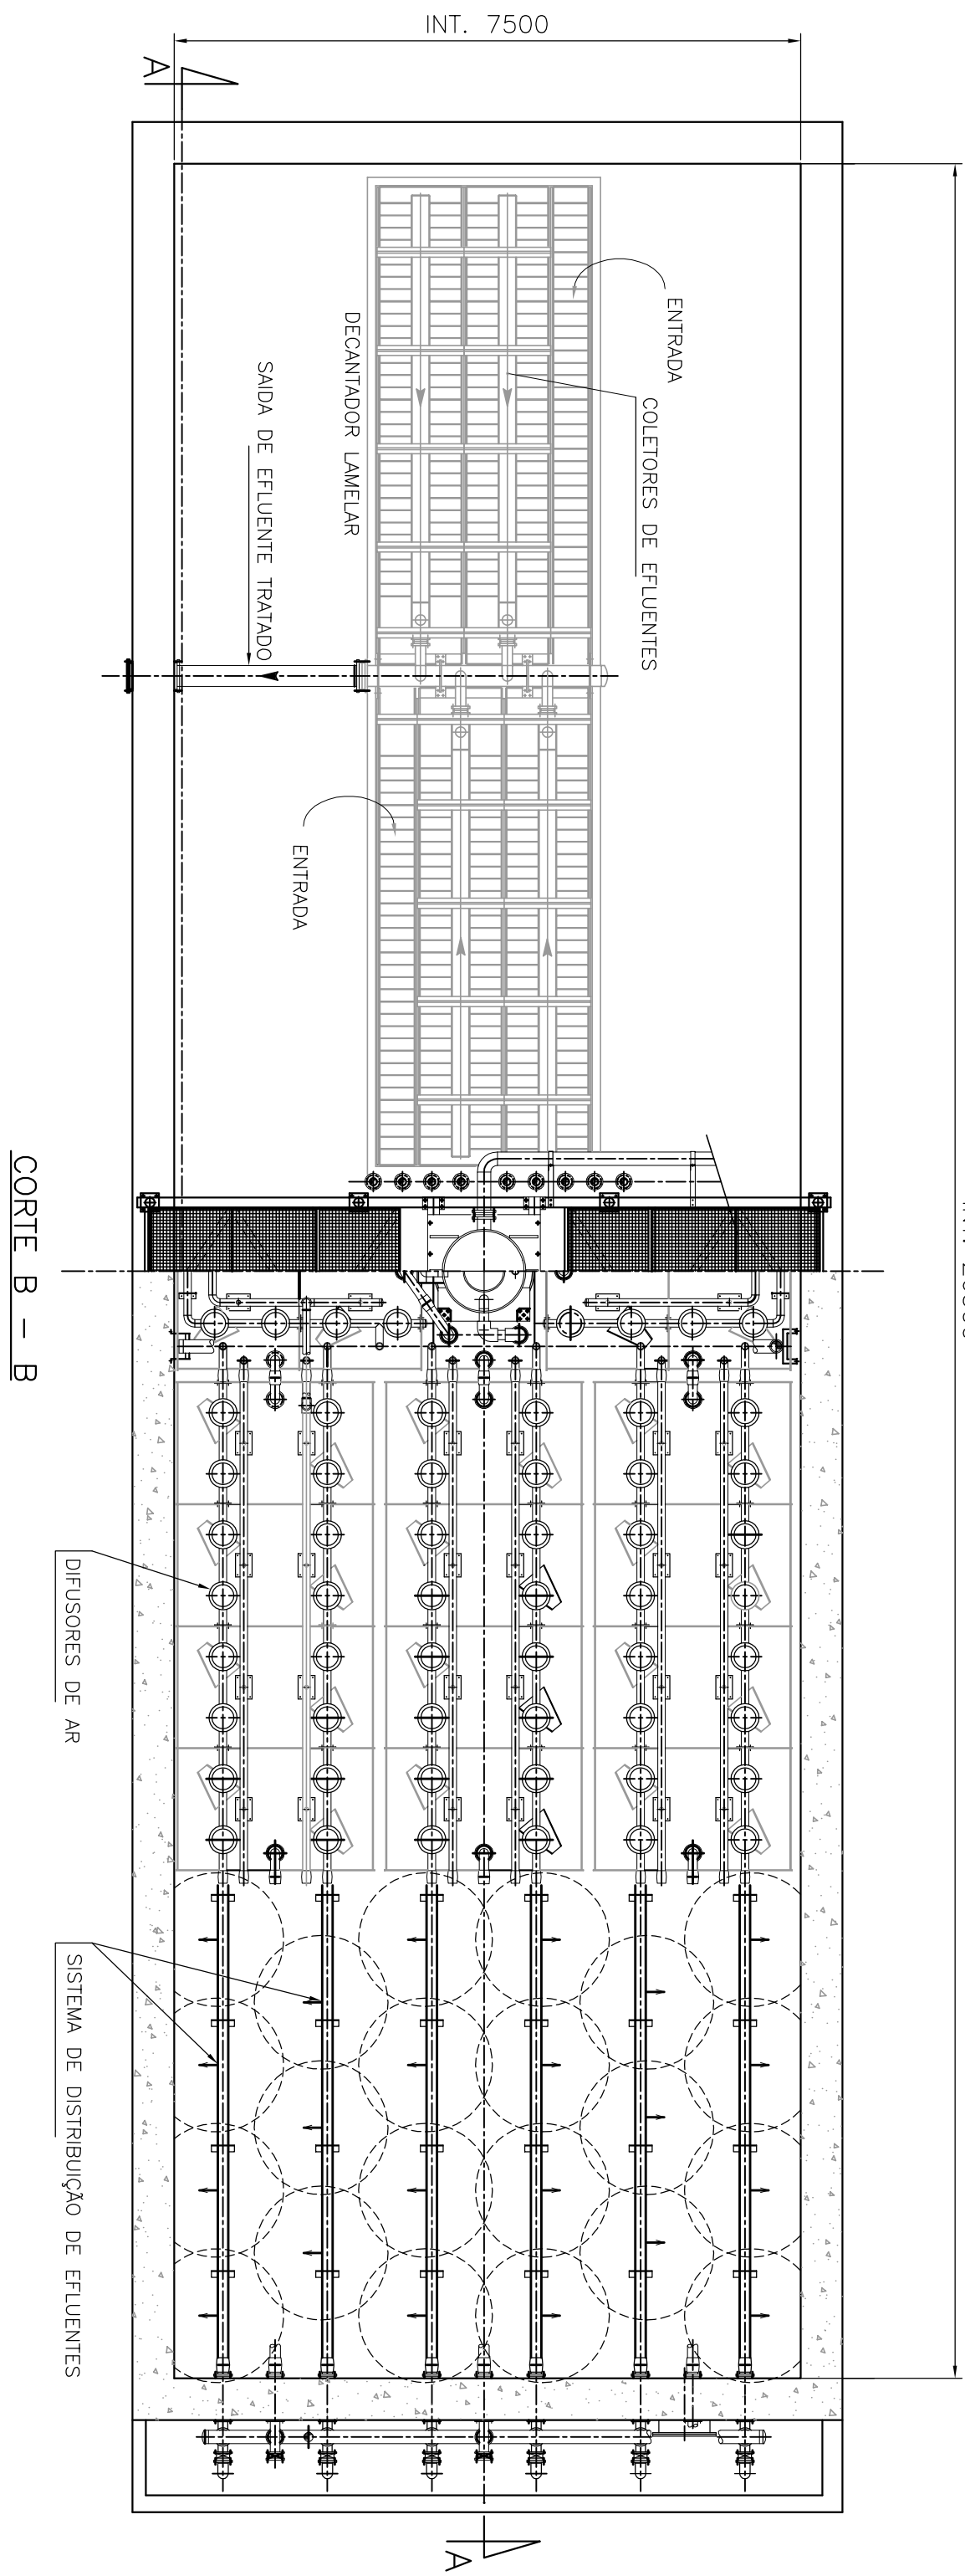 INT. 7500
A
ENTRADA
COLETORES DE EFLUENTES
DECANTADOR LAMELAR
SAIDA DE EFLUENTE TRATADO
ENTRADA
CORTE B – B
DIFUSORES DE AR
SISTEMA DE DISTRIBUIÇÃO DE EFLUENTES
A